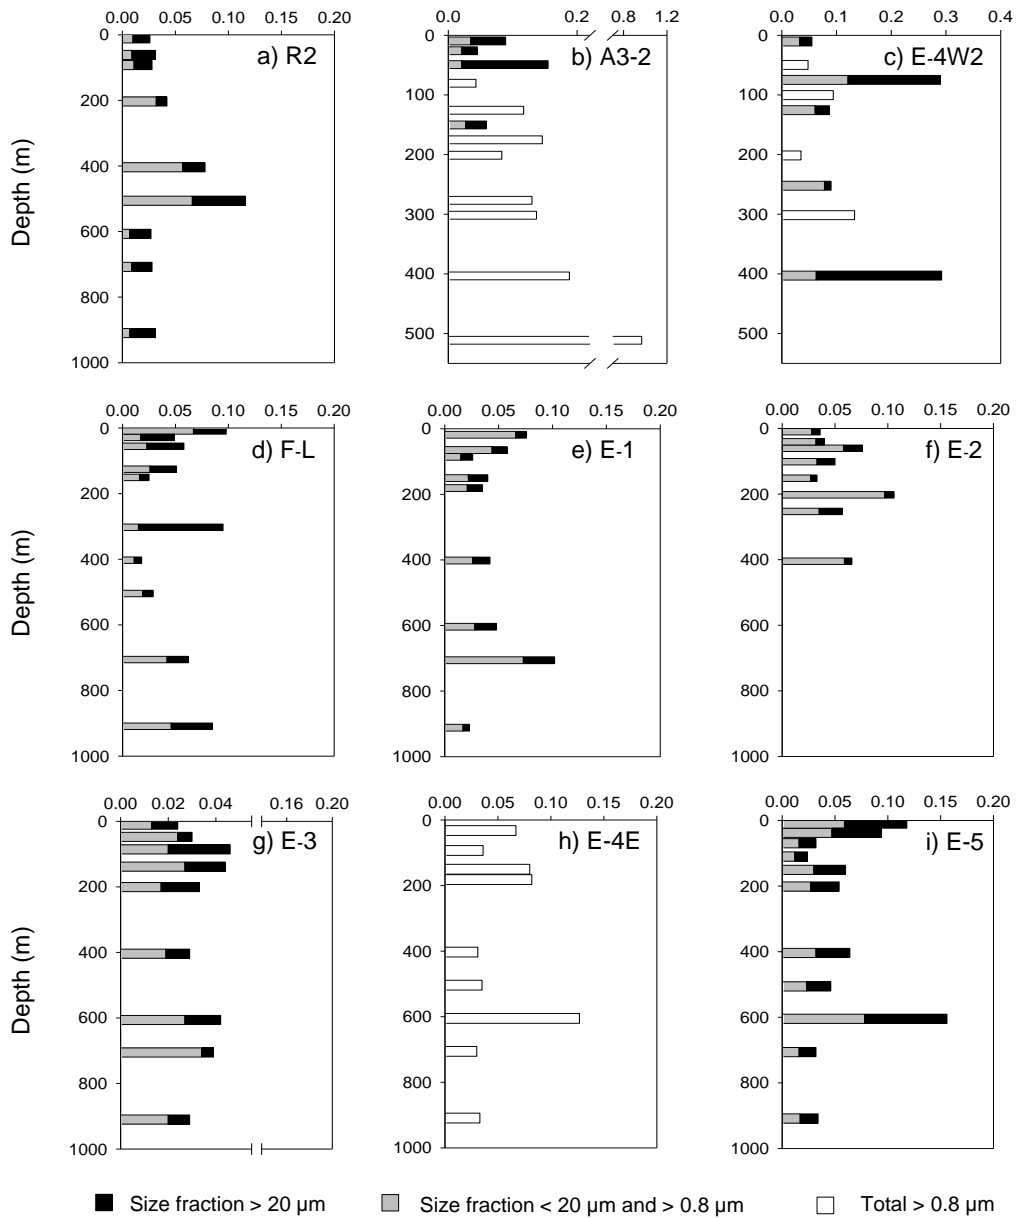 0.00 0.05 0.10 0.15 0.20
0.0 0.2 0.8 1.2
0.0 0.1 0.2 0.3 0.4
a) R2
b) A3-2
c) E-4W2
Depth (m)
0
200
400
600
800
1000
0
100
200
300
400
500
0
100
200
300
400
500
0.00 0.05 0.10 0.15 0.20
0.00 0.05 0.10 0.15 0.20
0.00 0.05 0.10 0.15 0.20
d) F-L
e) E-1
f) E-2
Depth (m)
0
200
400
600
800
1000
0
200
400
600
800
1000
0
200
400
600
800
1000
0.00 0.02 0.04 0.16 0.20
0.00 0.05 0.10 0.15 0.20
0.00 0.05 0.10 0.15 0.20
g) E-3
h) E-4E
i) E-5
Depth (m)
0
200
400
600
800
1000
0
200
400
600
800
1000
0
200
400
600
800
1000
Size fraction > 20 µm
Size fraction < 20 µm and > 0.8 µm
Total > 0.8 µm